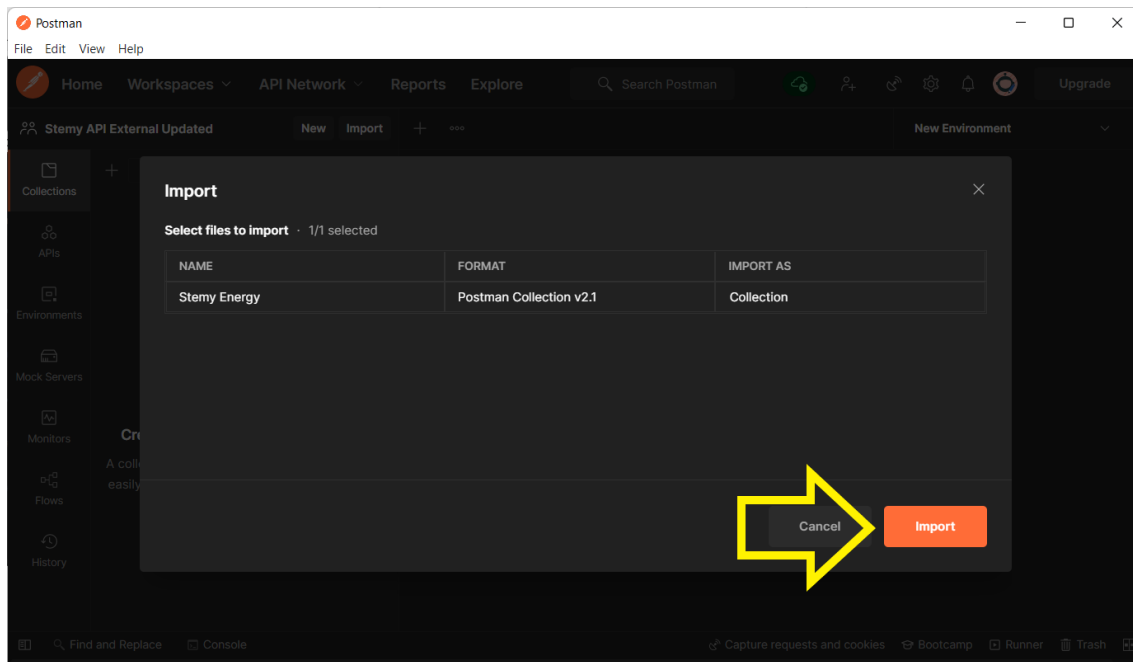 Postman
File Edit View Help
Home Workspaces API Network Reports Explore Search Postman Upgrade
Stemy API External Updated New Import New Environment
Collections
APIs
Environments
Mock Servers
Monitors
Flows
History
Cre
A coll
easily
Import
Select files to import · 1/1 selected
NAME FORMAT IMPORT AS
Stemy Energy Postman Collection v2.1 Collection
Cancel Import
Find and Replace Console Capture requests and cookies Bootcamp Runner Trash